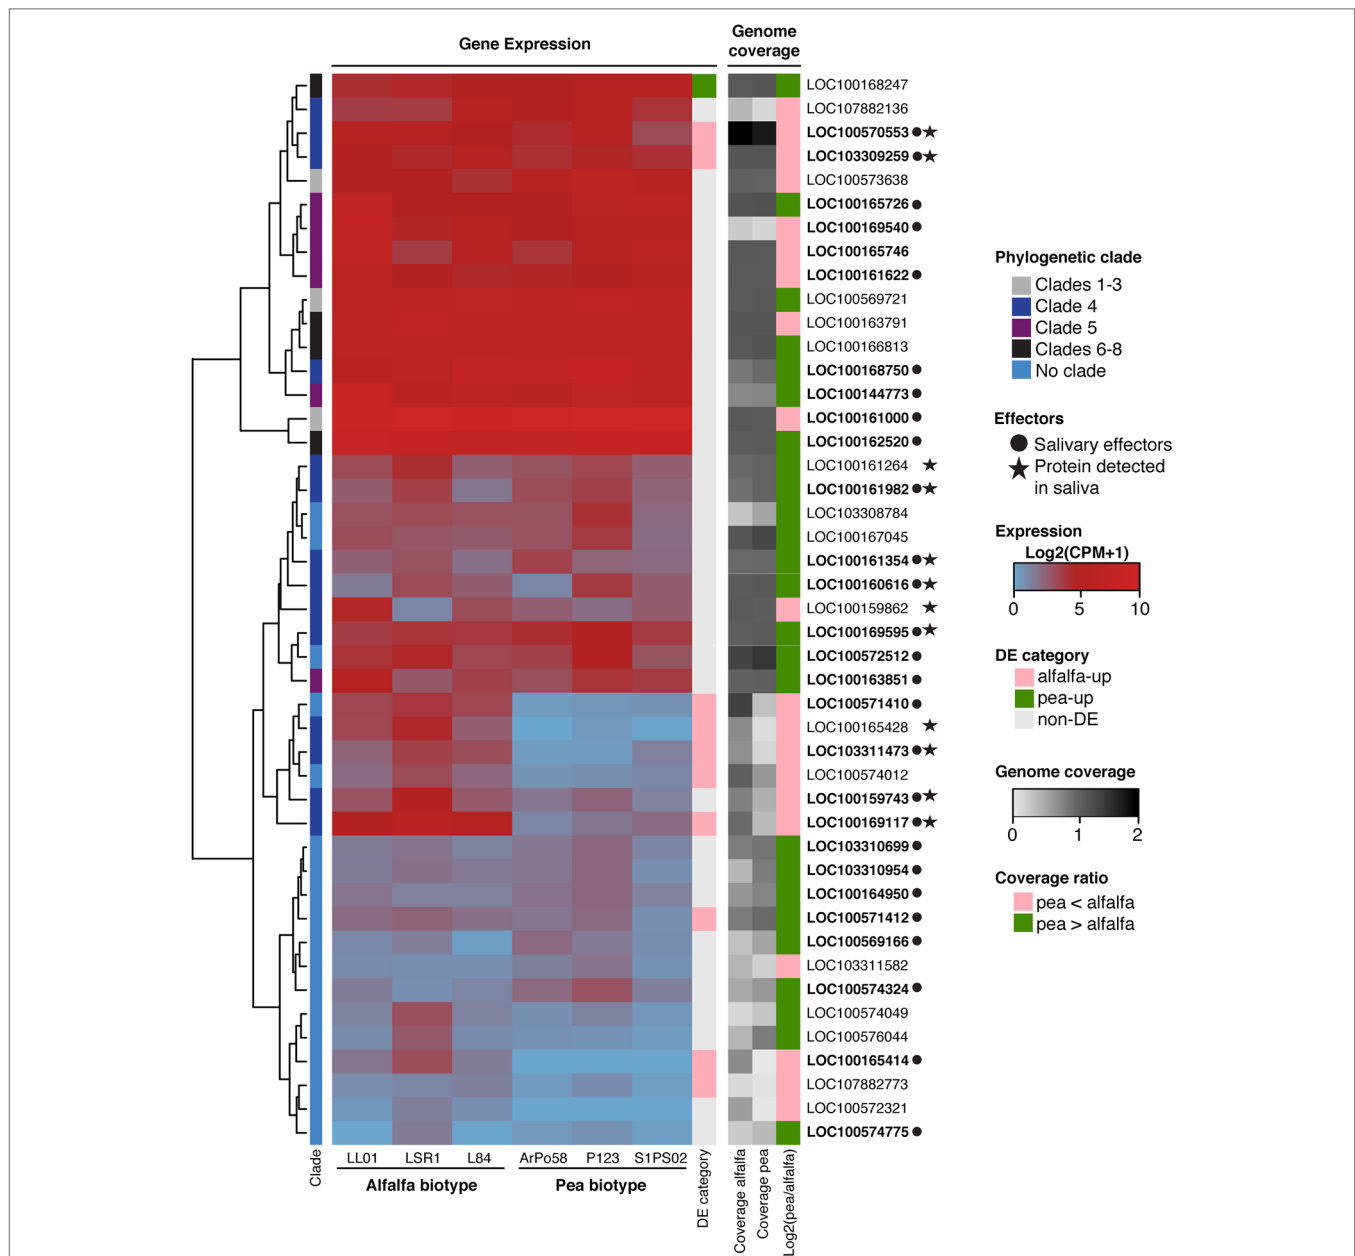 Gene Expression
Genome
coverage
LOC100168247
LOC107882136
LOC100570553
LOC103309259
LOC100573638
LOC100165726
LOC100169540
LOC100165746
LOC100161622
LOC100569721
LOC100163791
LOC100166813
LOC100168750
LOC100144773
LOC100161000
LOC100162520
LOC100161264
LOC100161982
LOC103308784
LOC100167045
LOC100161354
LOC100160616
LOC100159862
LOC100169595
LOC100572512
LOC100163851
LOC100571410
LOC100165428
LOC103311473
LOC100574012
LOC100159743
LOC100169117
LOC103310699
LOC103310954
LOC100164950
LOC100571412
LOC100569166
LOC103311582
LOC100574324
LOC100574049
LOC100576044
LOC100165414
LOC107882773
LOC100572321
LOC100574775
Clade
LL01 LSR1 L84 ArPo58 P123 S1PS02
Alfalfa biotype Pea biotype
DE category
Coverage alfalfa
Coverage pea
Log2(pea/alfalfa)
Phylogenetic clade
Clades 1-3
Clade 4
Clade 5
Clades 6-8
No clade
Effectors
Salivary effectors
Protein detected
in saliva
Expression
Log2(CPM+1)
0 5 10
DE category
alfalfa-up
pea-up
non-DE
Genome coverage
0 1 2
Coverage ratio
pea < alfalfa
pea > alfalfa